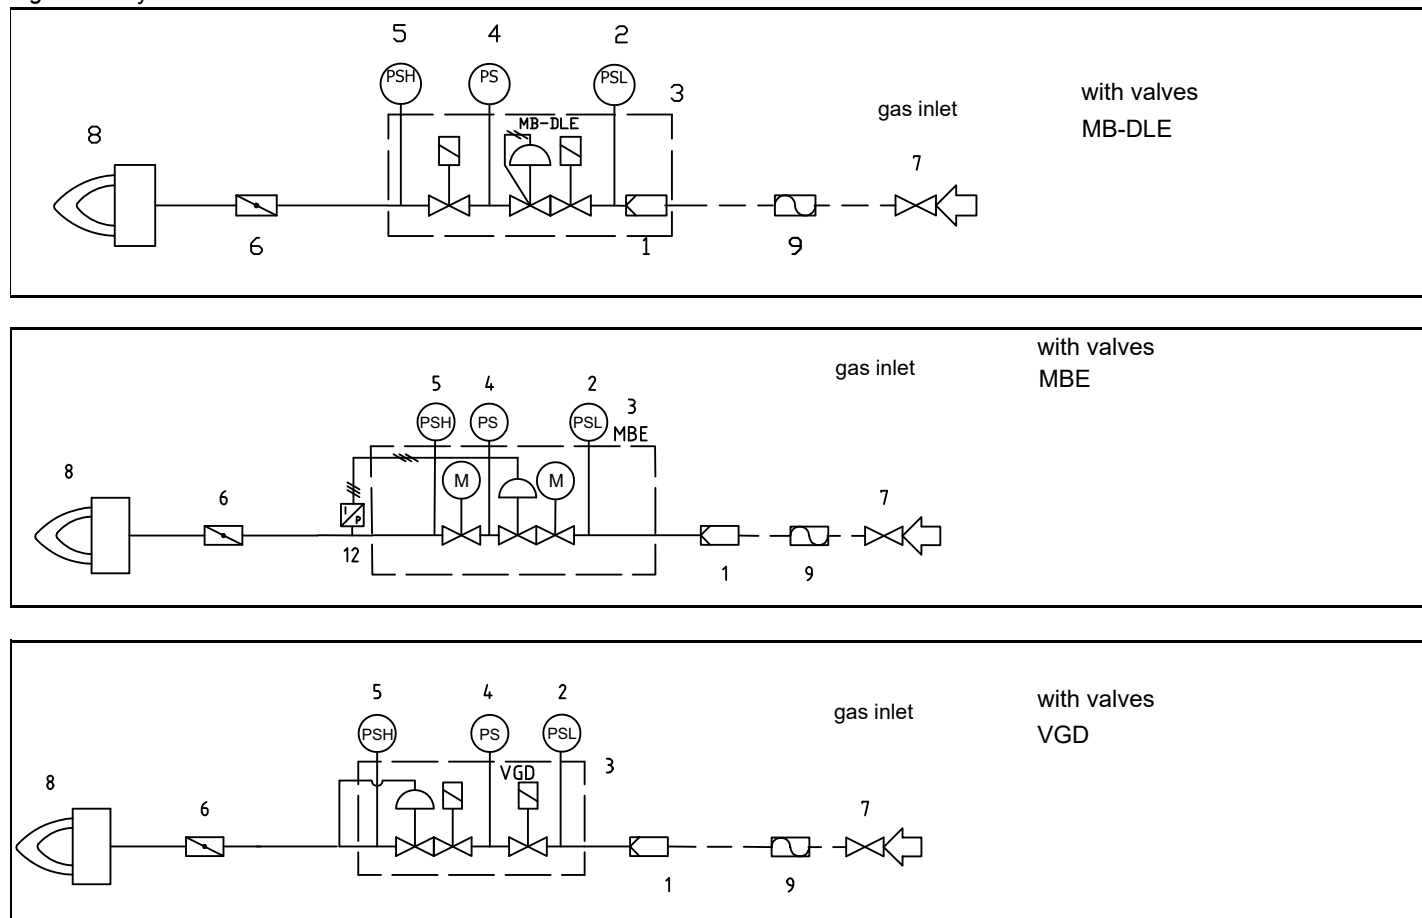 5 4 2
PSH PS PSL
3
MB-DLE
8
gas inlet
with valves
MB-DLE
7
6 1 9
with valves
gas inlet
MBE
5 4 2
3
PSH PS PSL
MBE
8
M M
6 7
I
P
12
1 9
5 4 2
with valves
gas inlet
VGD
PSH PS PSL
VGD 3
8
6 7
1 9